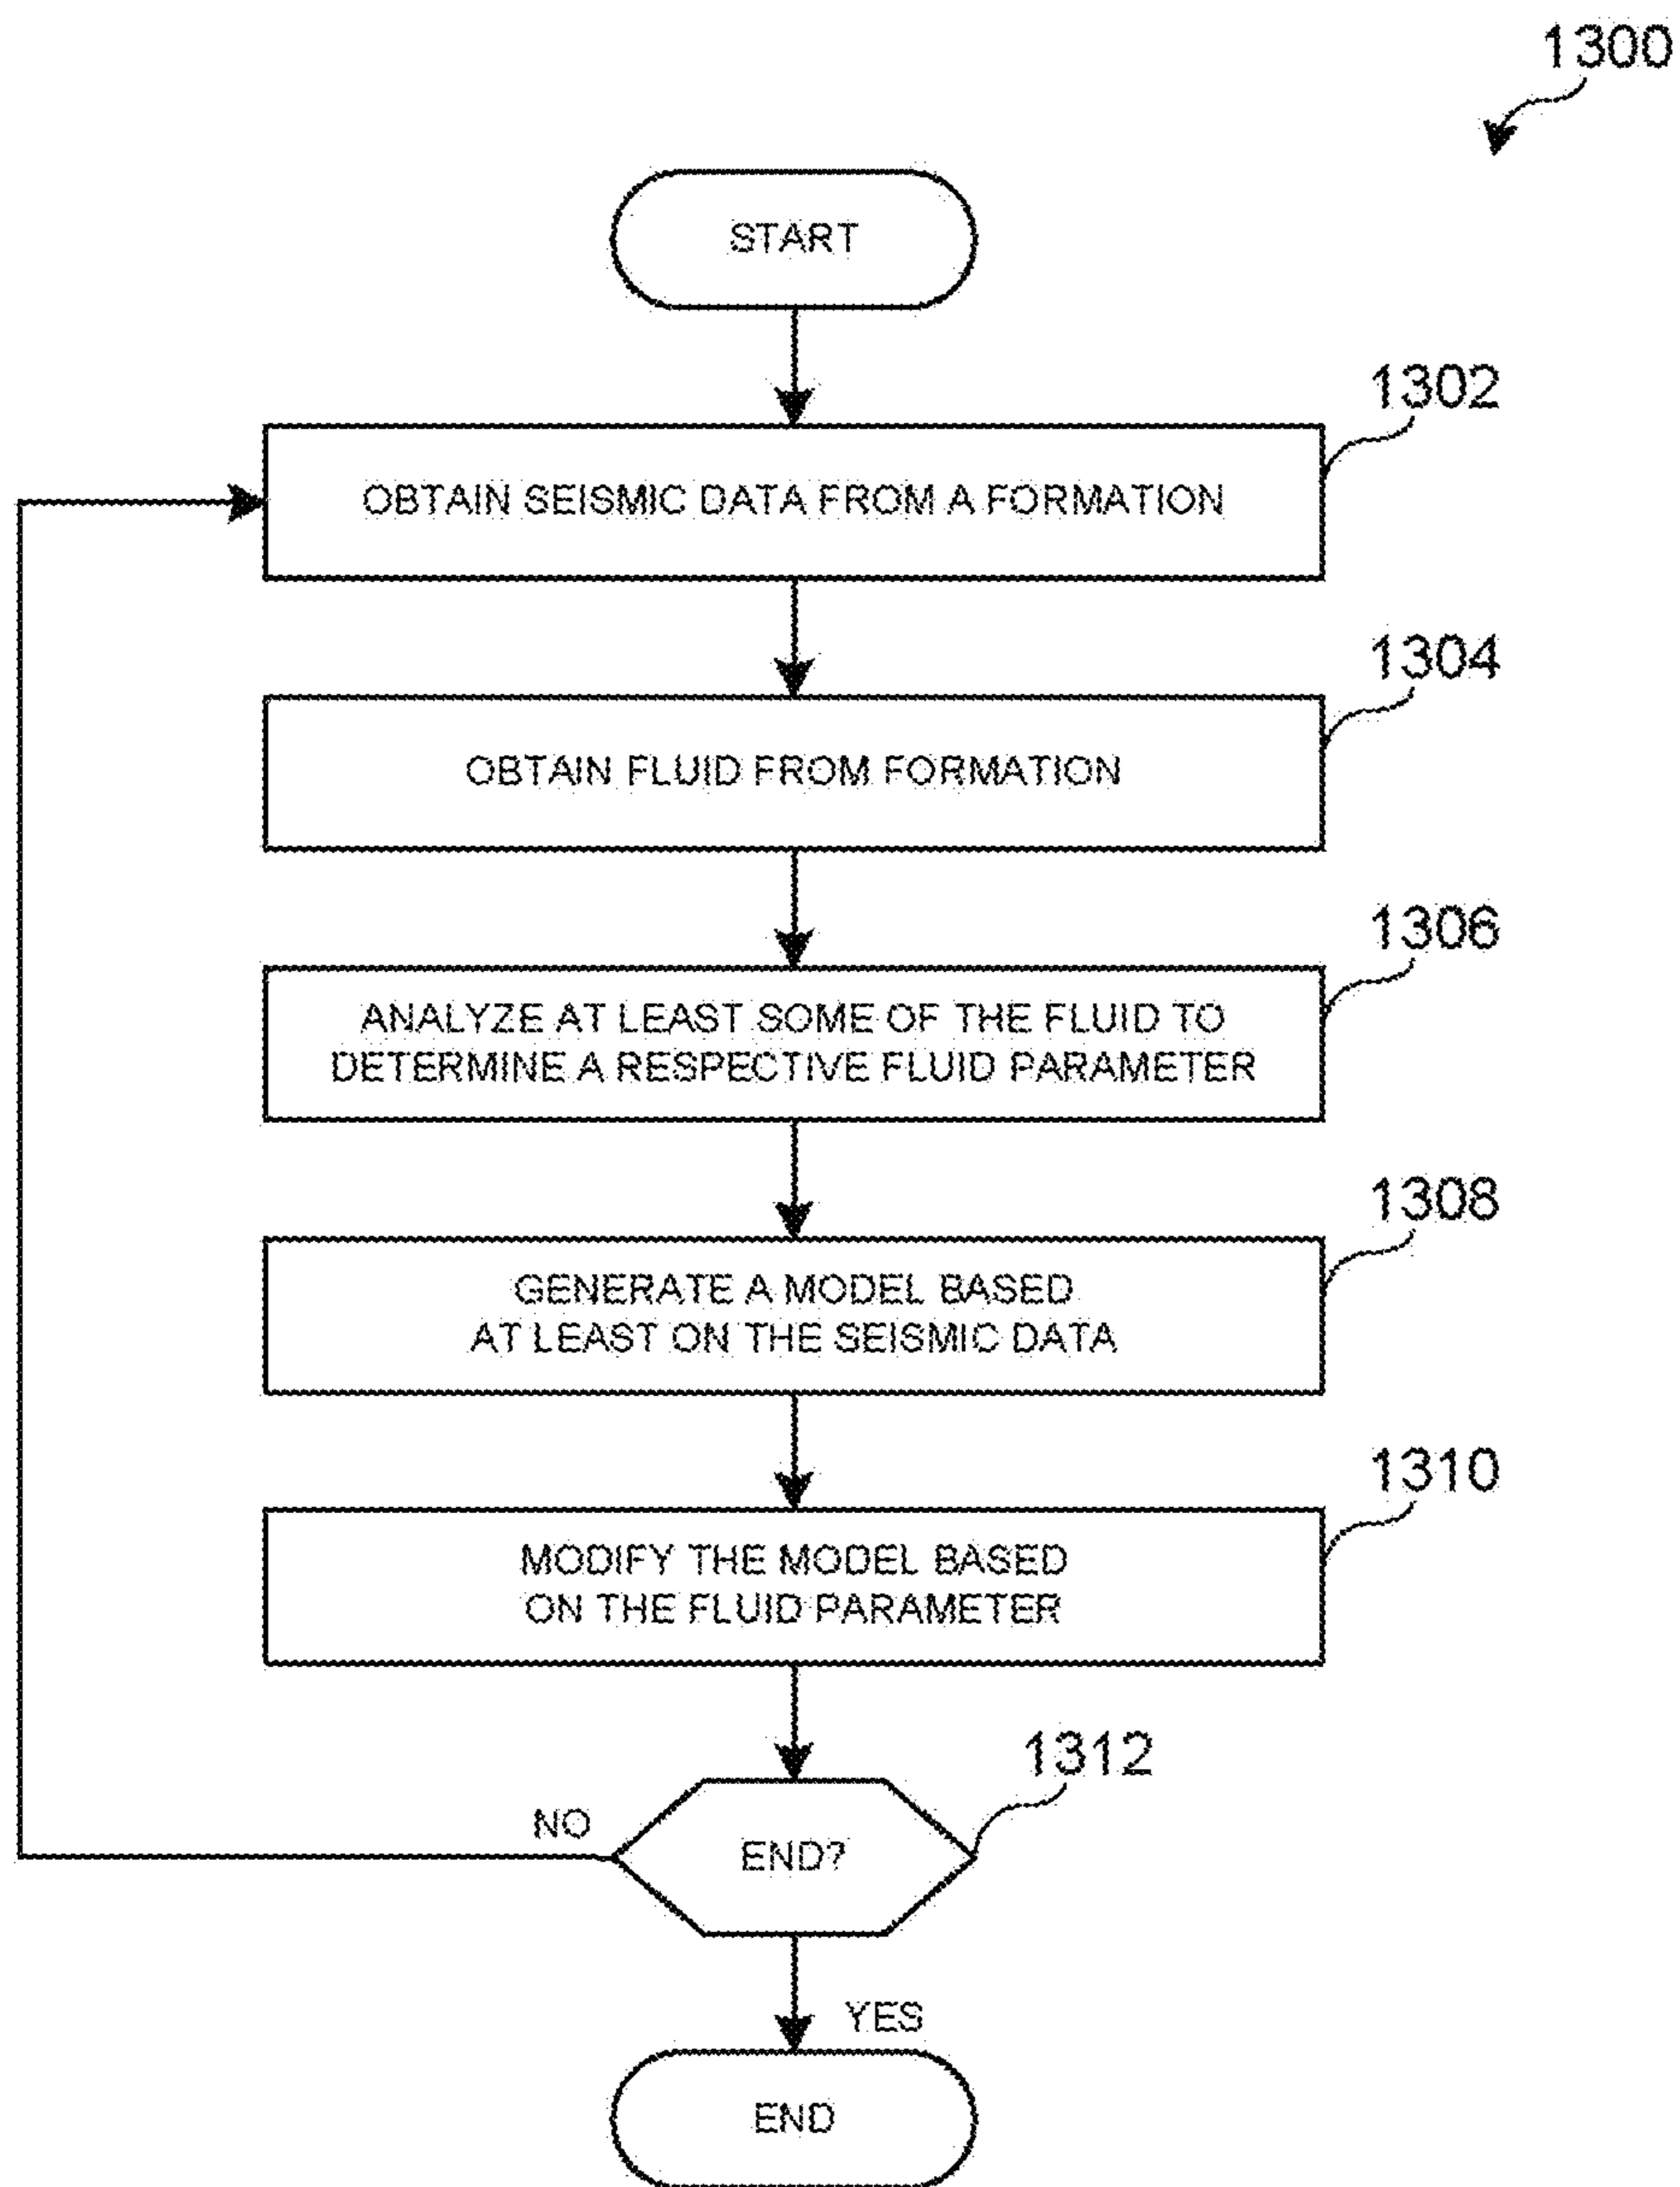 1300
START
1302
OBTAIN SEISMIC DATA FROM A FORMATION
1304
OBTAIN FLUID FROM FORMATION
1306
ANALYZE AT LEAST SOME OF THE FLUID TO
DETERMINE A RESPECTIVE FLUID PARAMETER
1308
GENERATE A MODEL BASED
AT LEAST ON THE SEISMIC DATA
1310
MODIFY THE MODEL BASED
ON THE FLUID PARAMETER
1312
NO
END?
YES
END